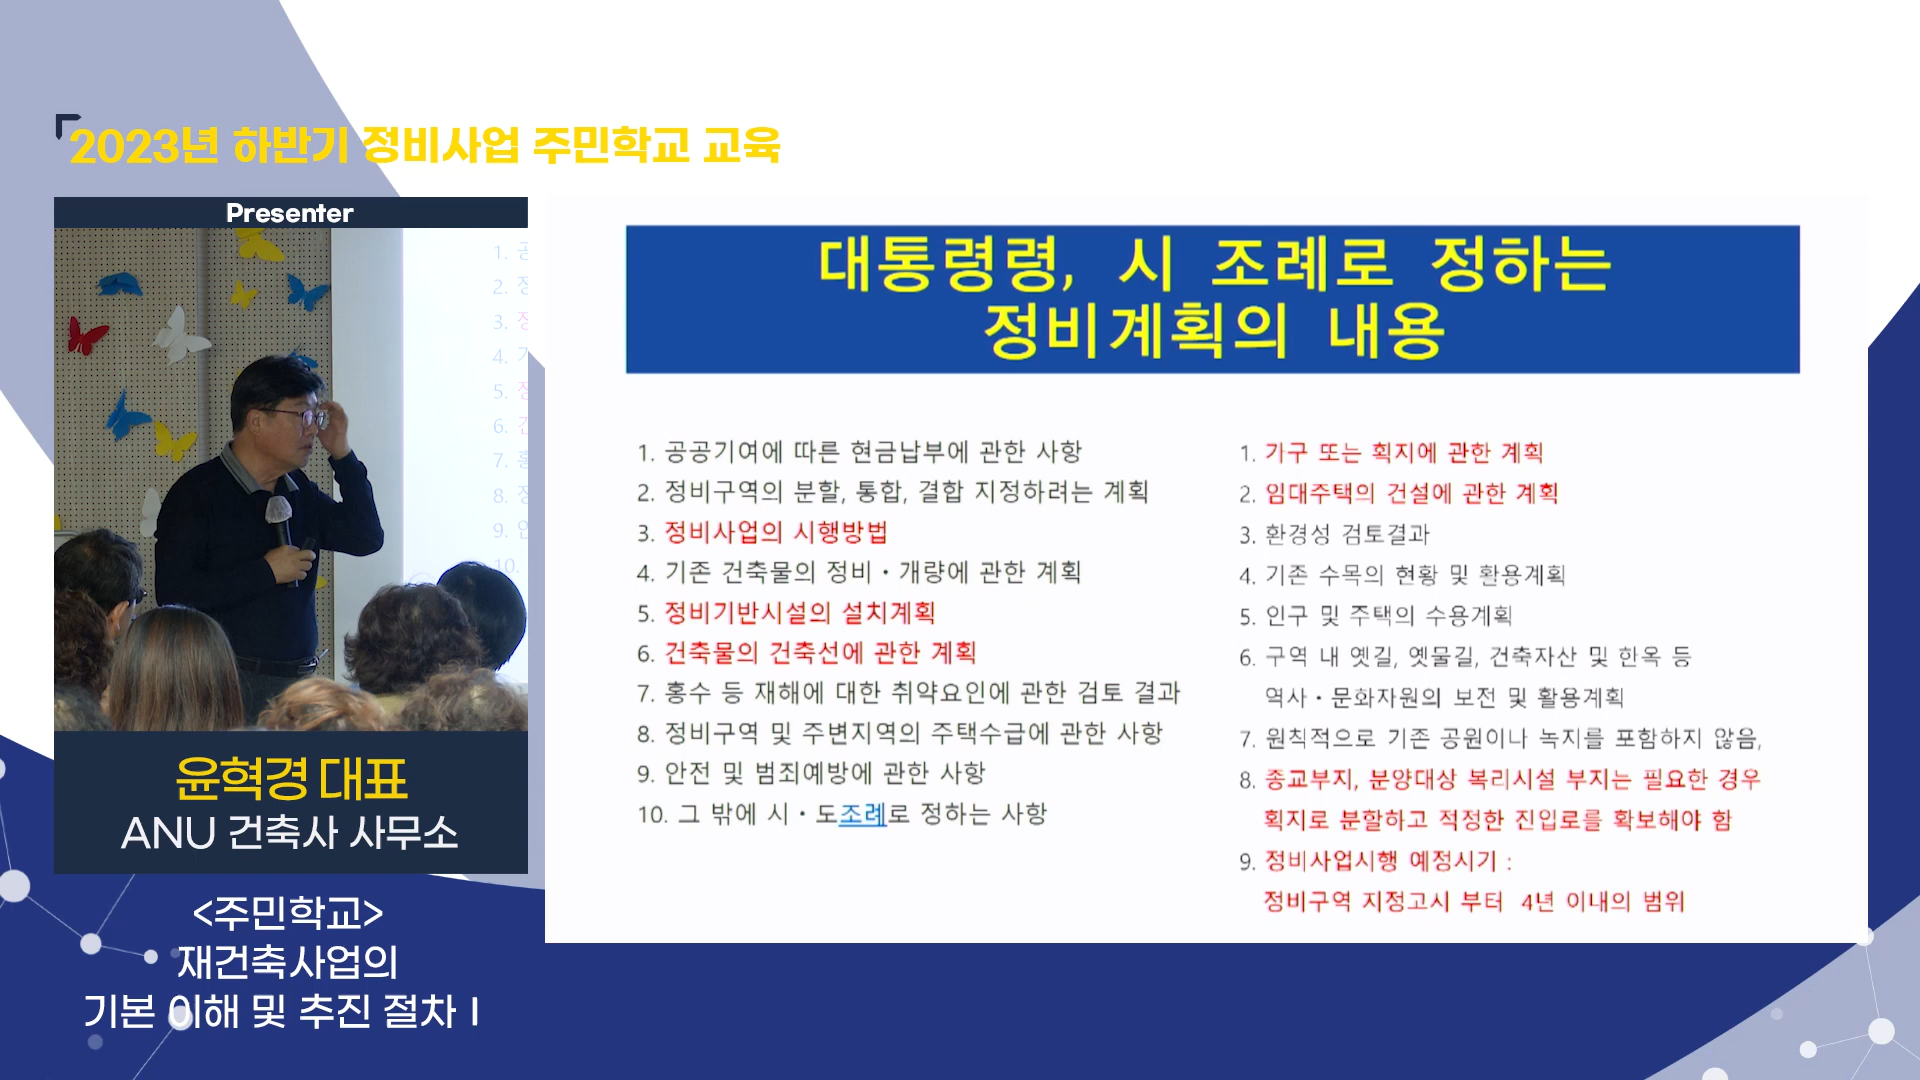 2023년 하반기 정비사업 주민학교 교육
Presenter
1.
2.
3.
4.
5.
6.
7.
8.
9.
10.
윤혁경 대표
ANU 건축사 사무소
<주민학교>
재건축사업의
기본 이해 및 추진 절차 I
대통령령, 시 조례로 정하는
정비계획의 내용
1. 공공기여에 따른 현금납부에 관한 사항
2. 정비구역의 분할, 통합, 결합 지정하려는 계획
3. 정비사업의 시행방법
4. 기존 건축물의 정비·개량에 관한 계획
5. 정비기반시설의 설치계획
6. 건축물의 건축선에 관한 계획
7. 홍수 등 재해에 대한 취약요인에 관한 검토 결과
8. 정비구역 및 주변지역의 주택수급에 관한 사항
9. 안전 및 범죄예방에 관한 사항
10. 그 밖에 시·도조례로 정하는 사항
1. 가구 또는 획지에 관한 계획
2. 임대주택의 건설에 관한 계획
3. 환경성 검토결과
4. 기존 수목의 현황 및 활용계획
5. 인구 및 주택의 수용계획
6. 구역 내 옛길, 옛물길, 건축자산 및 한옥 등
역사·문화자원의 보전 및 활용계획
7. 원칙적으로 기존 공원이나 녹지를 포함하지 않음,
8. 종교부지, 분양대상 복리시설 부지는 필요한 경우
획지로 분할하고 적정한 진입로를 확보해야 함
9. 정비사업시행 예정시기 :
정비구역 지정고시 부터 4년 이내의 범위